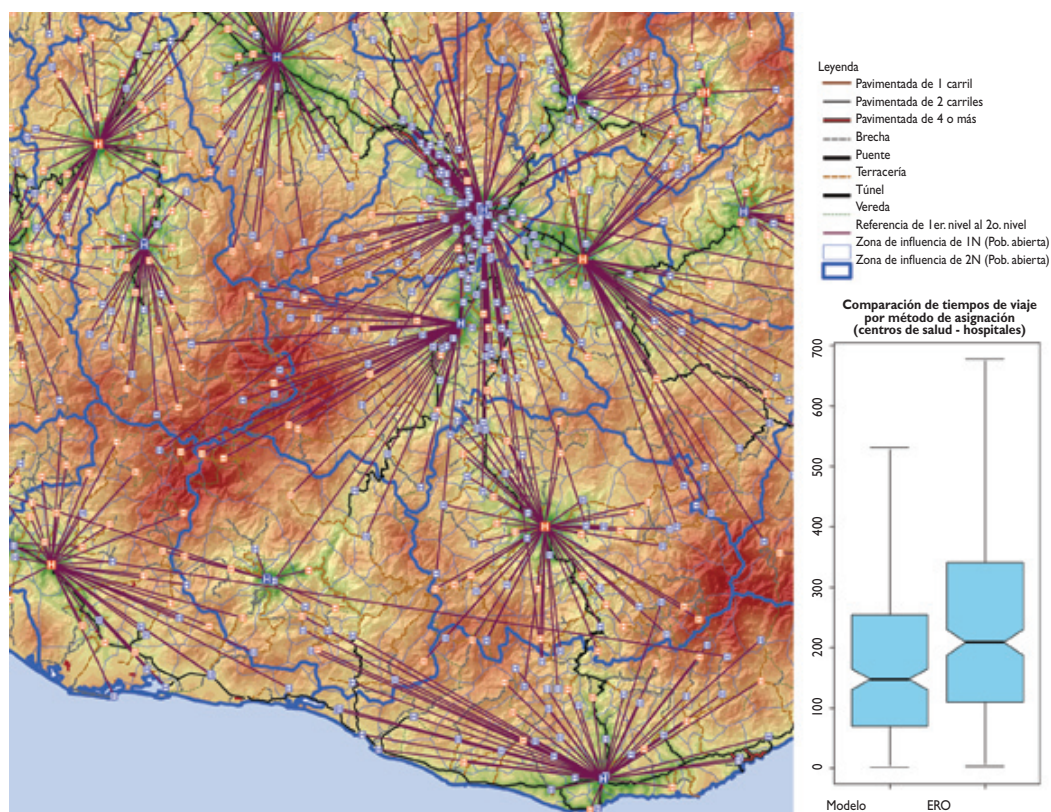 Leyenda
Pavimentada de 1 carril
Pavimentada de 2 carriles
Pavimentada de 4 o más
Brecha
Puente
Terracería
Túnel
Vereda
Referencia de 1er. nivel al 2o. nivel
Zona de influencia de 1N (Pob. abierta)
Zona de influencia de 2N (Pob. abierta)
Comparación de tiempos de viaje
por método de asignación
(centros de salud - hospitales)
700
600
500
400
300
200
100
0
Modelo ERO
H
H
H
H
H
H
H
H
H
H
H
H